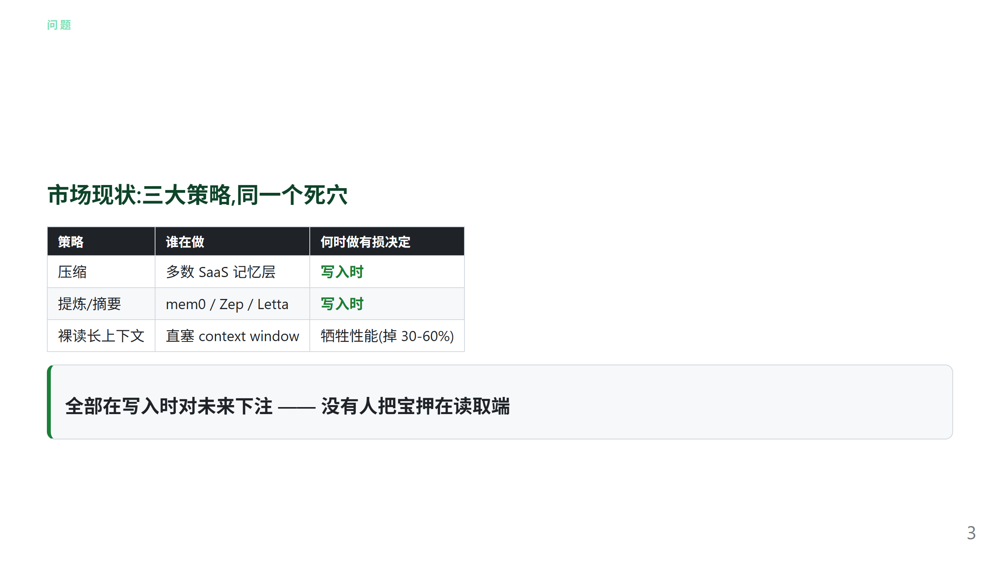 问题
市场现状:三大策略,同一个死穴
策略 谁在做 何时做有损决定
压缩 多数 SaaS 记忆层 写入时
提炼/摘要 mem0 / Zep / Letta 写入时
裸读长上下文 直塞 context window 牺牲性能(掉 30-60%)
全部在写入时对未来下注 —— 没有人把宝押在读取端
3